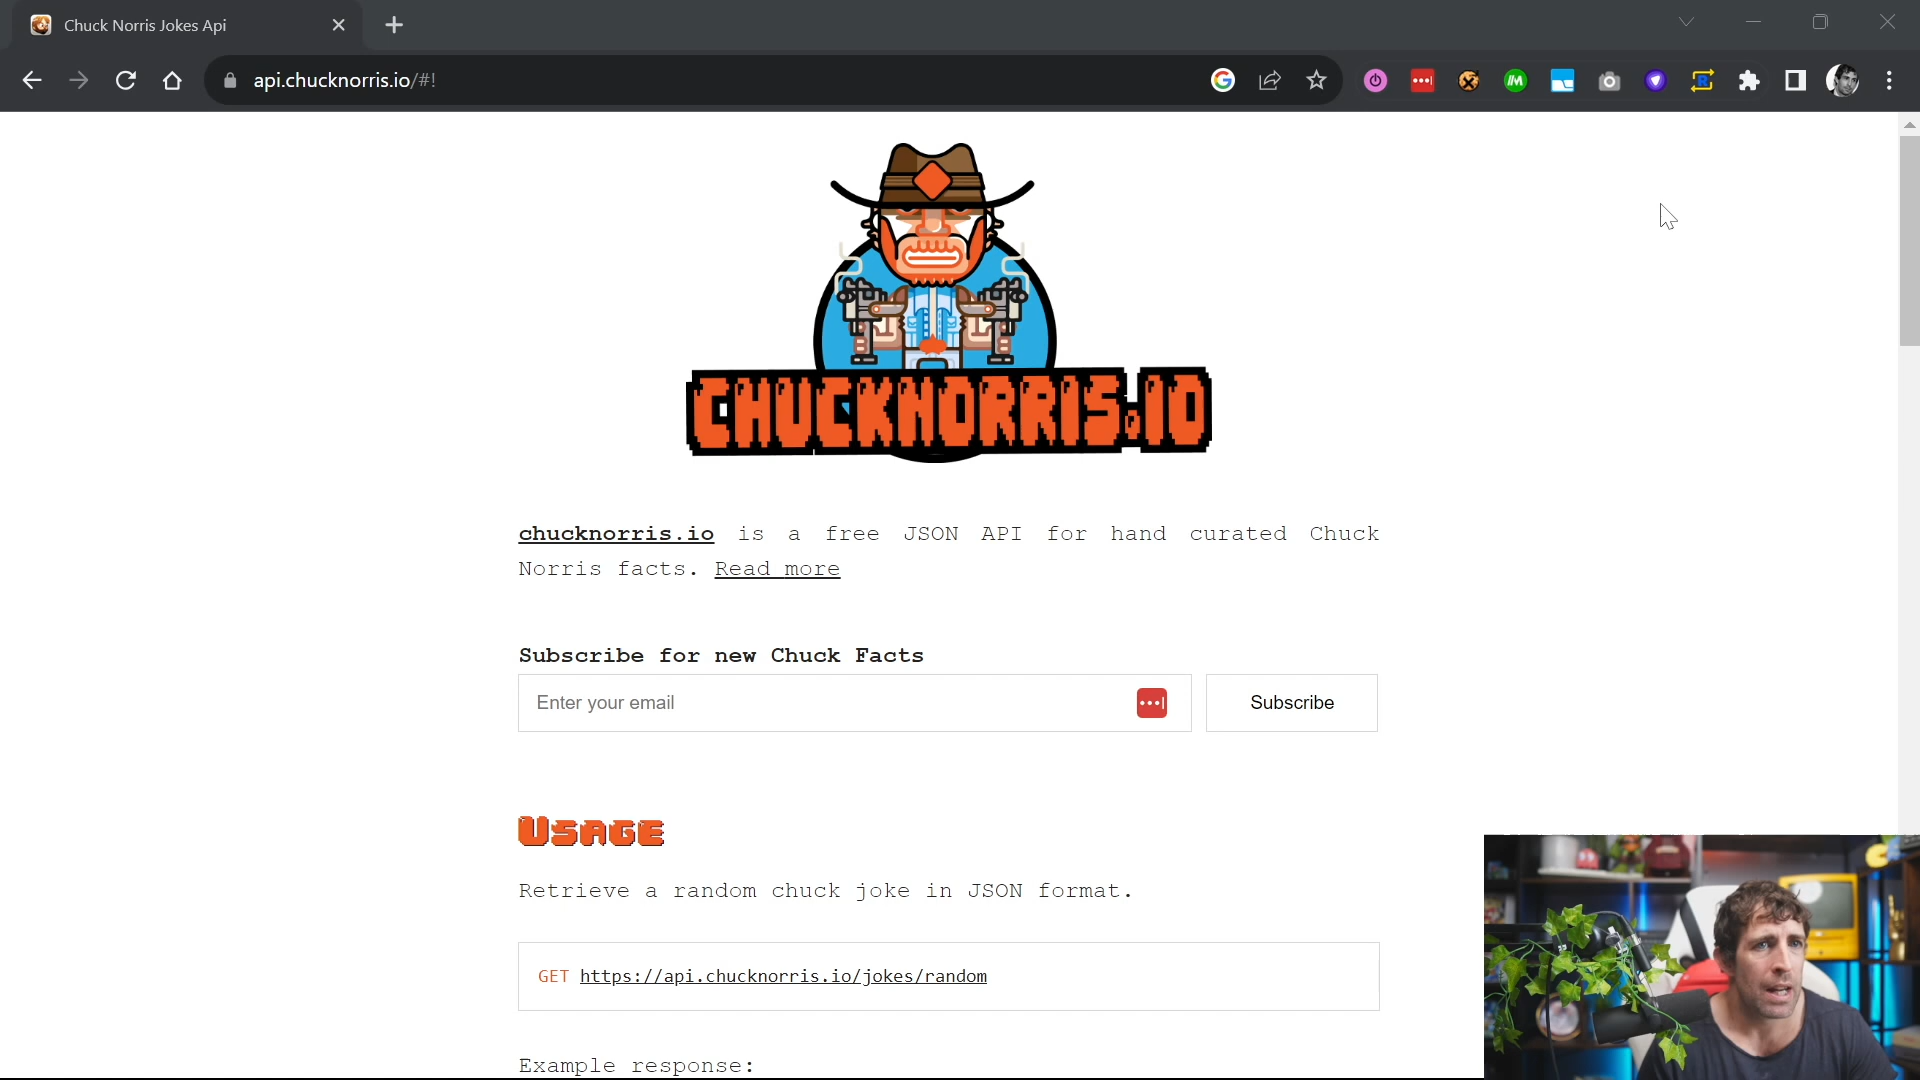 Chuck Norris Jokes Api
api.chucknorris.io/#!
CHUCKNORRIS.IO
chucknorris.io is a free JSON API for hand curated Chuck
Norris facts. Read more
Subscribe for new Chuck Facts
Enter your email
Subscribe
USAGE
Retrieve a random chuck joke in JSON format.
GET https://api.chucknorris.io/jokes/random
Example response: